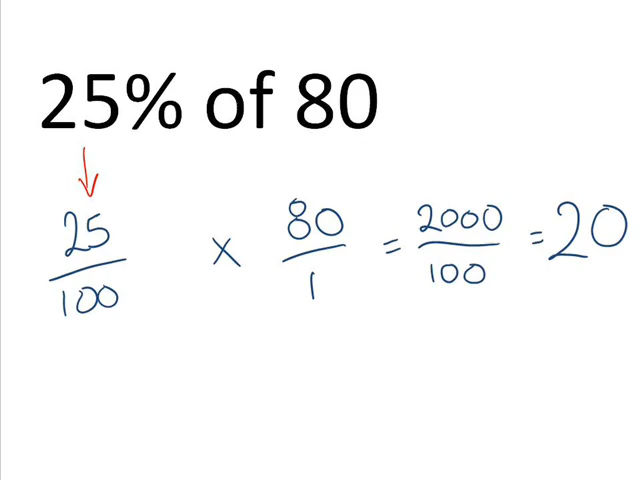 25% of 80
25/100 × 80/1 = 2000/100 = 20